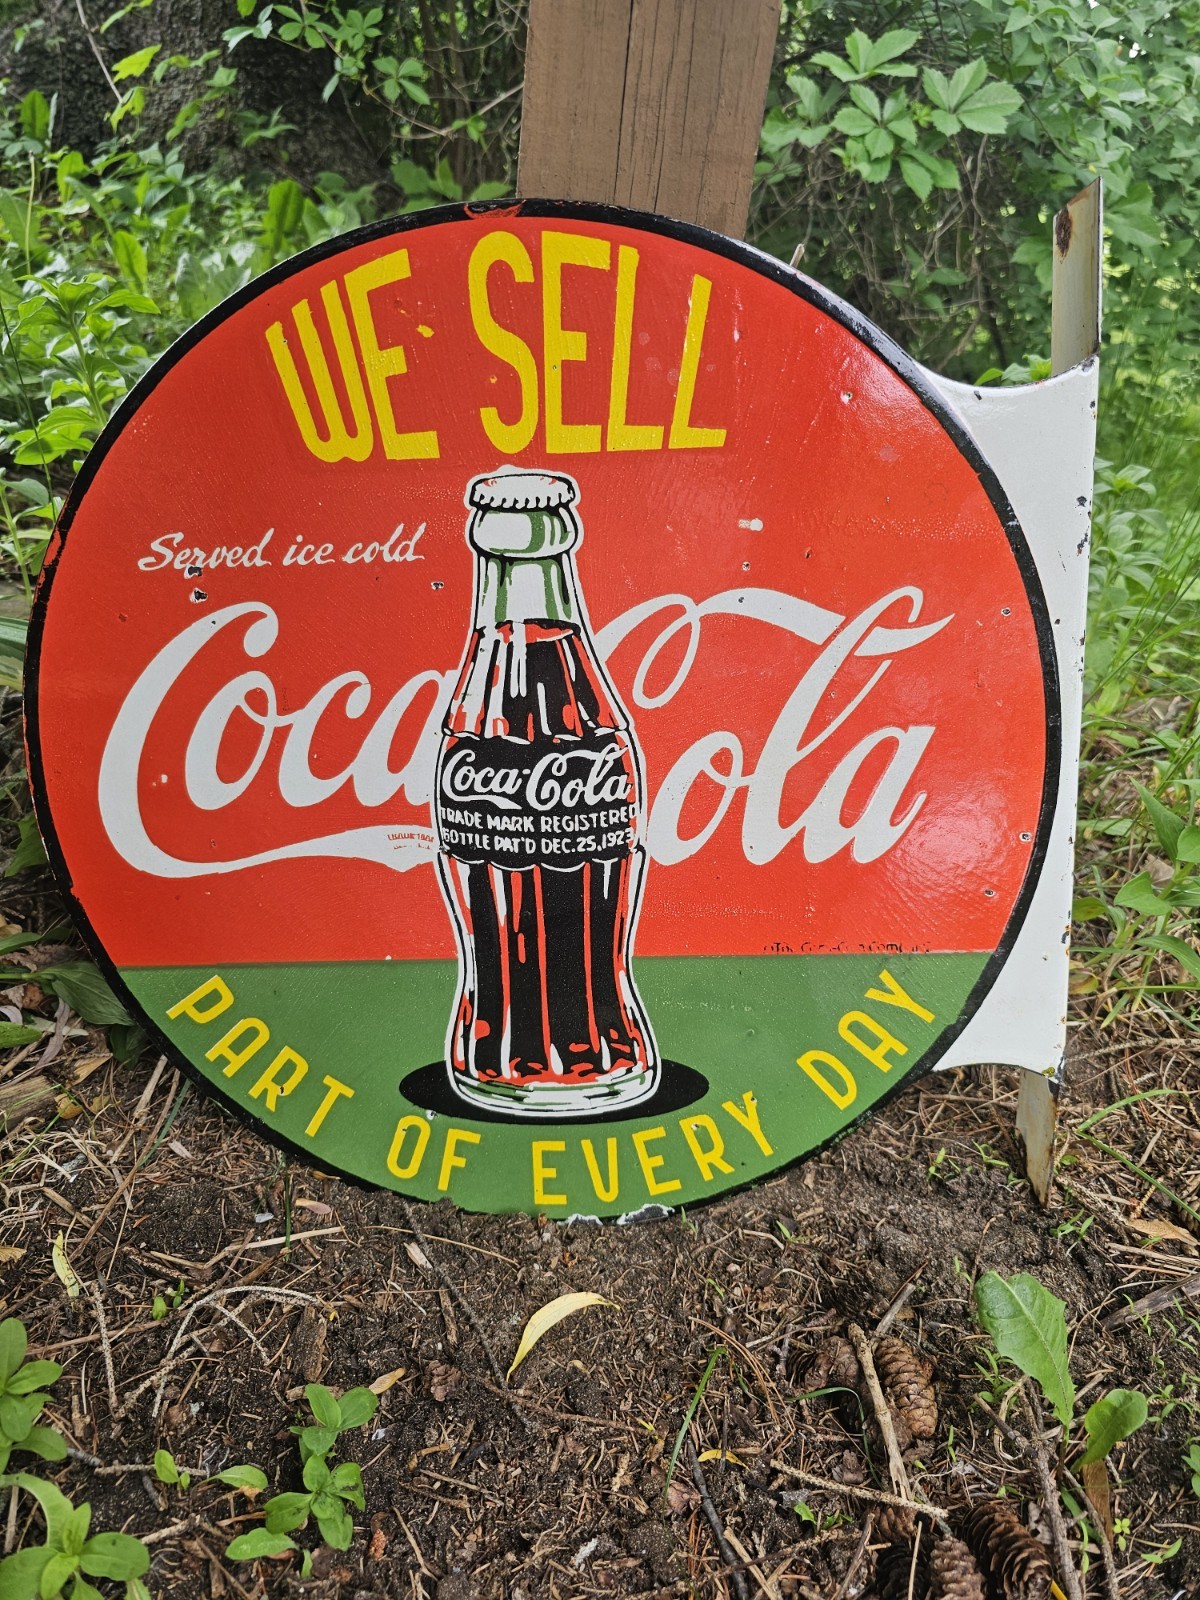 WE SELL
Served ice cold
Coca-Cola
Coca-Cola
TRADE MARK REGISTERED
BOTTLE PAT'D DEC.25,1923
PART OF EVERY DAY